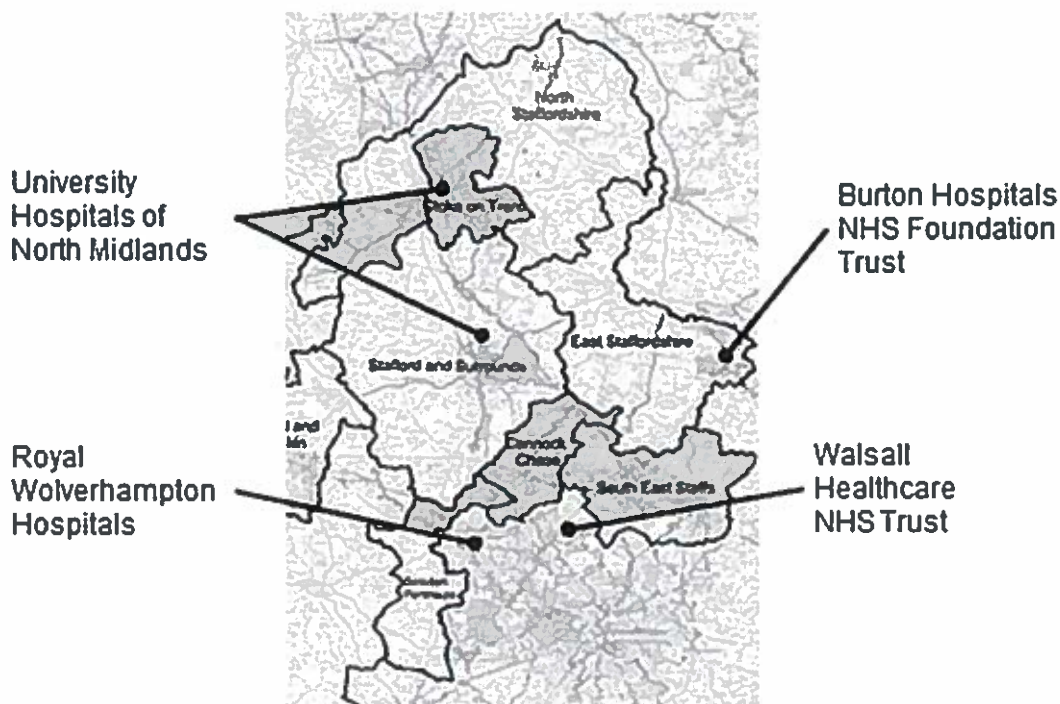 North
Staffordshire
University
Hospitals of
North Midlands
Stoke on Trent
Burton Hospitals
NHS Foundation
Trust
East Staffordshire
Stafford and Surrounds
Cannock
Chase
South East Staffs
Royal
Wolverhampton
Hospitals
Walsall
Healthcare
NHS Trust
l and